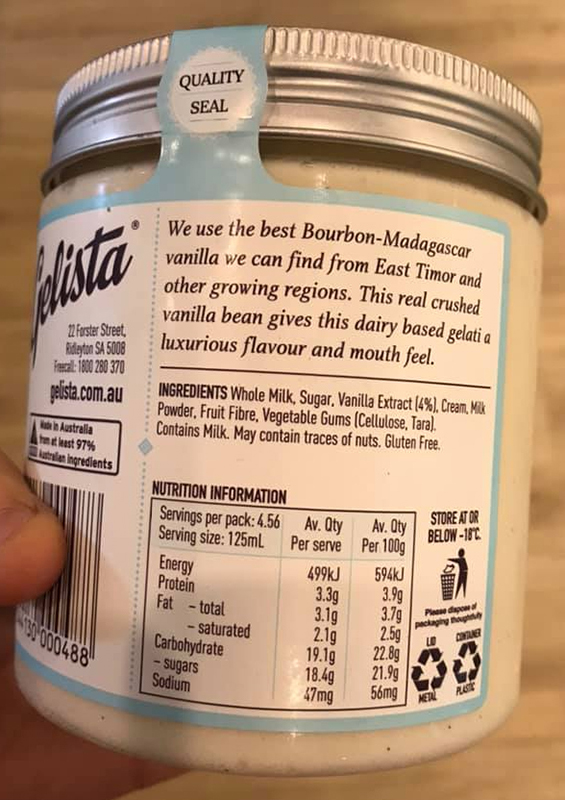 QUALITY
SEAL
gelista®
22 Forster Street,
Ridleyton SA 5008
Freecall: 1800 280 370
gelista.com.au
Made in Australia
from at least 97%
Australian ingredients
000488
We use the best Bourbon-Madagascar
vanilla we can find from East Timor and
other growing regions. This real crushed
vanilla bean gives this dairy based gelati a
luxurious flavour and mouth feel.
INGREDIENTS Whole Milk, Sugar, Vanilla Extract (4%), Cream, Milk
Powder, Fruit Fibre, Vegetable Gums (Cellulose, Tara).
Contains Milk. May contain traces of nuts. Gluten Free.
NUTRITION INFORMATION
Servings per pack: 4.56 Av. Qty Av. Qty
Serving size: 125mL Per serve Per 100g
Energy 499kJ 594kJ
Protein 3.3g 3.9g
Fat - total 3.1g 3.7g
- saturated 2.1g 2.5g
Carbohydrate 19.1g 22.8g
- sugars 18.4g 21.9g
Sodium 47mg 56mg
STORE AT OR
BELOW -18°C.
Please dispose of
packaging thoughtfully
LID CONTAINER
METAL PLASTIC